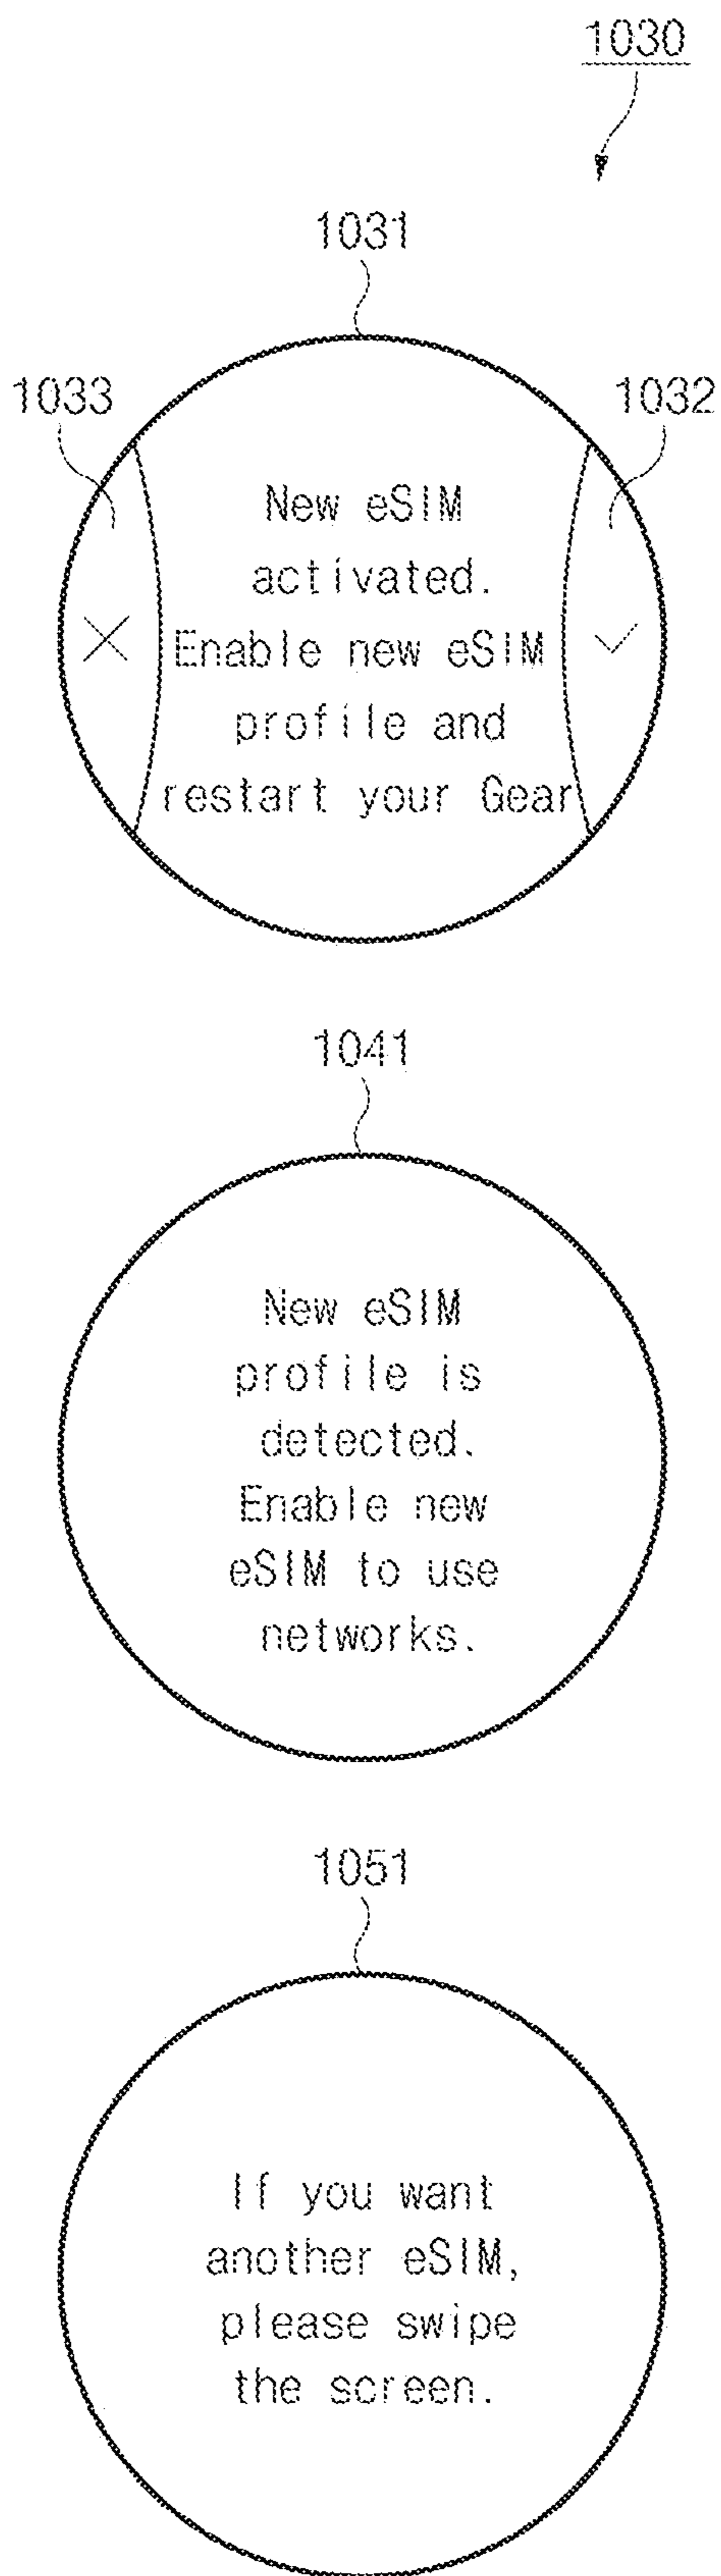 1030
1031
1033
1032
New eSIM
activated.
Enable new eSIM
profile and
restart your Gear
1041
New eSIM
profile is
detected.
Enable new
eSIM to use
networks.
1051
If you want
another eSIM,
please swipe
the screen.